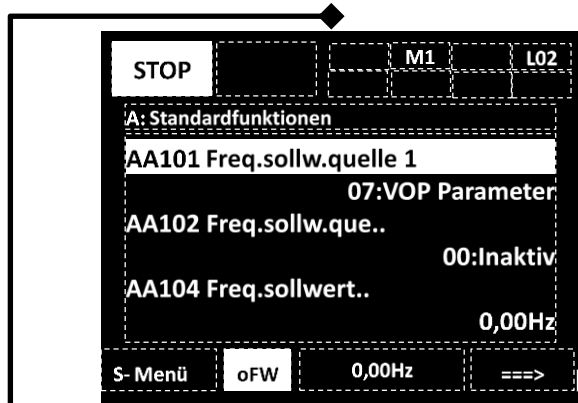 STOP M1 L02
A: Standardfunktionen
AA101 Freq.sollw.quelle 1
07:VOP Parameter
AA102 Freq.sollw.que..
00:Inaktiv
AA104 Freq.sollwert..
0,00Hz
S- Menü oFW 0,00Hz ===>